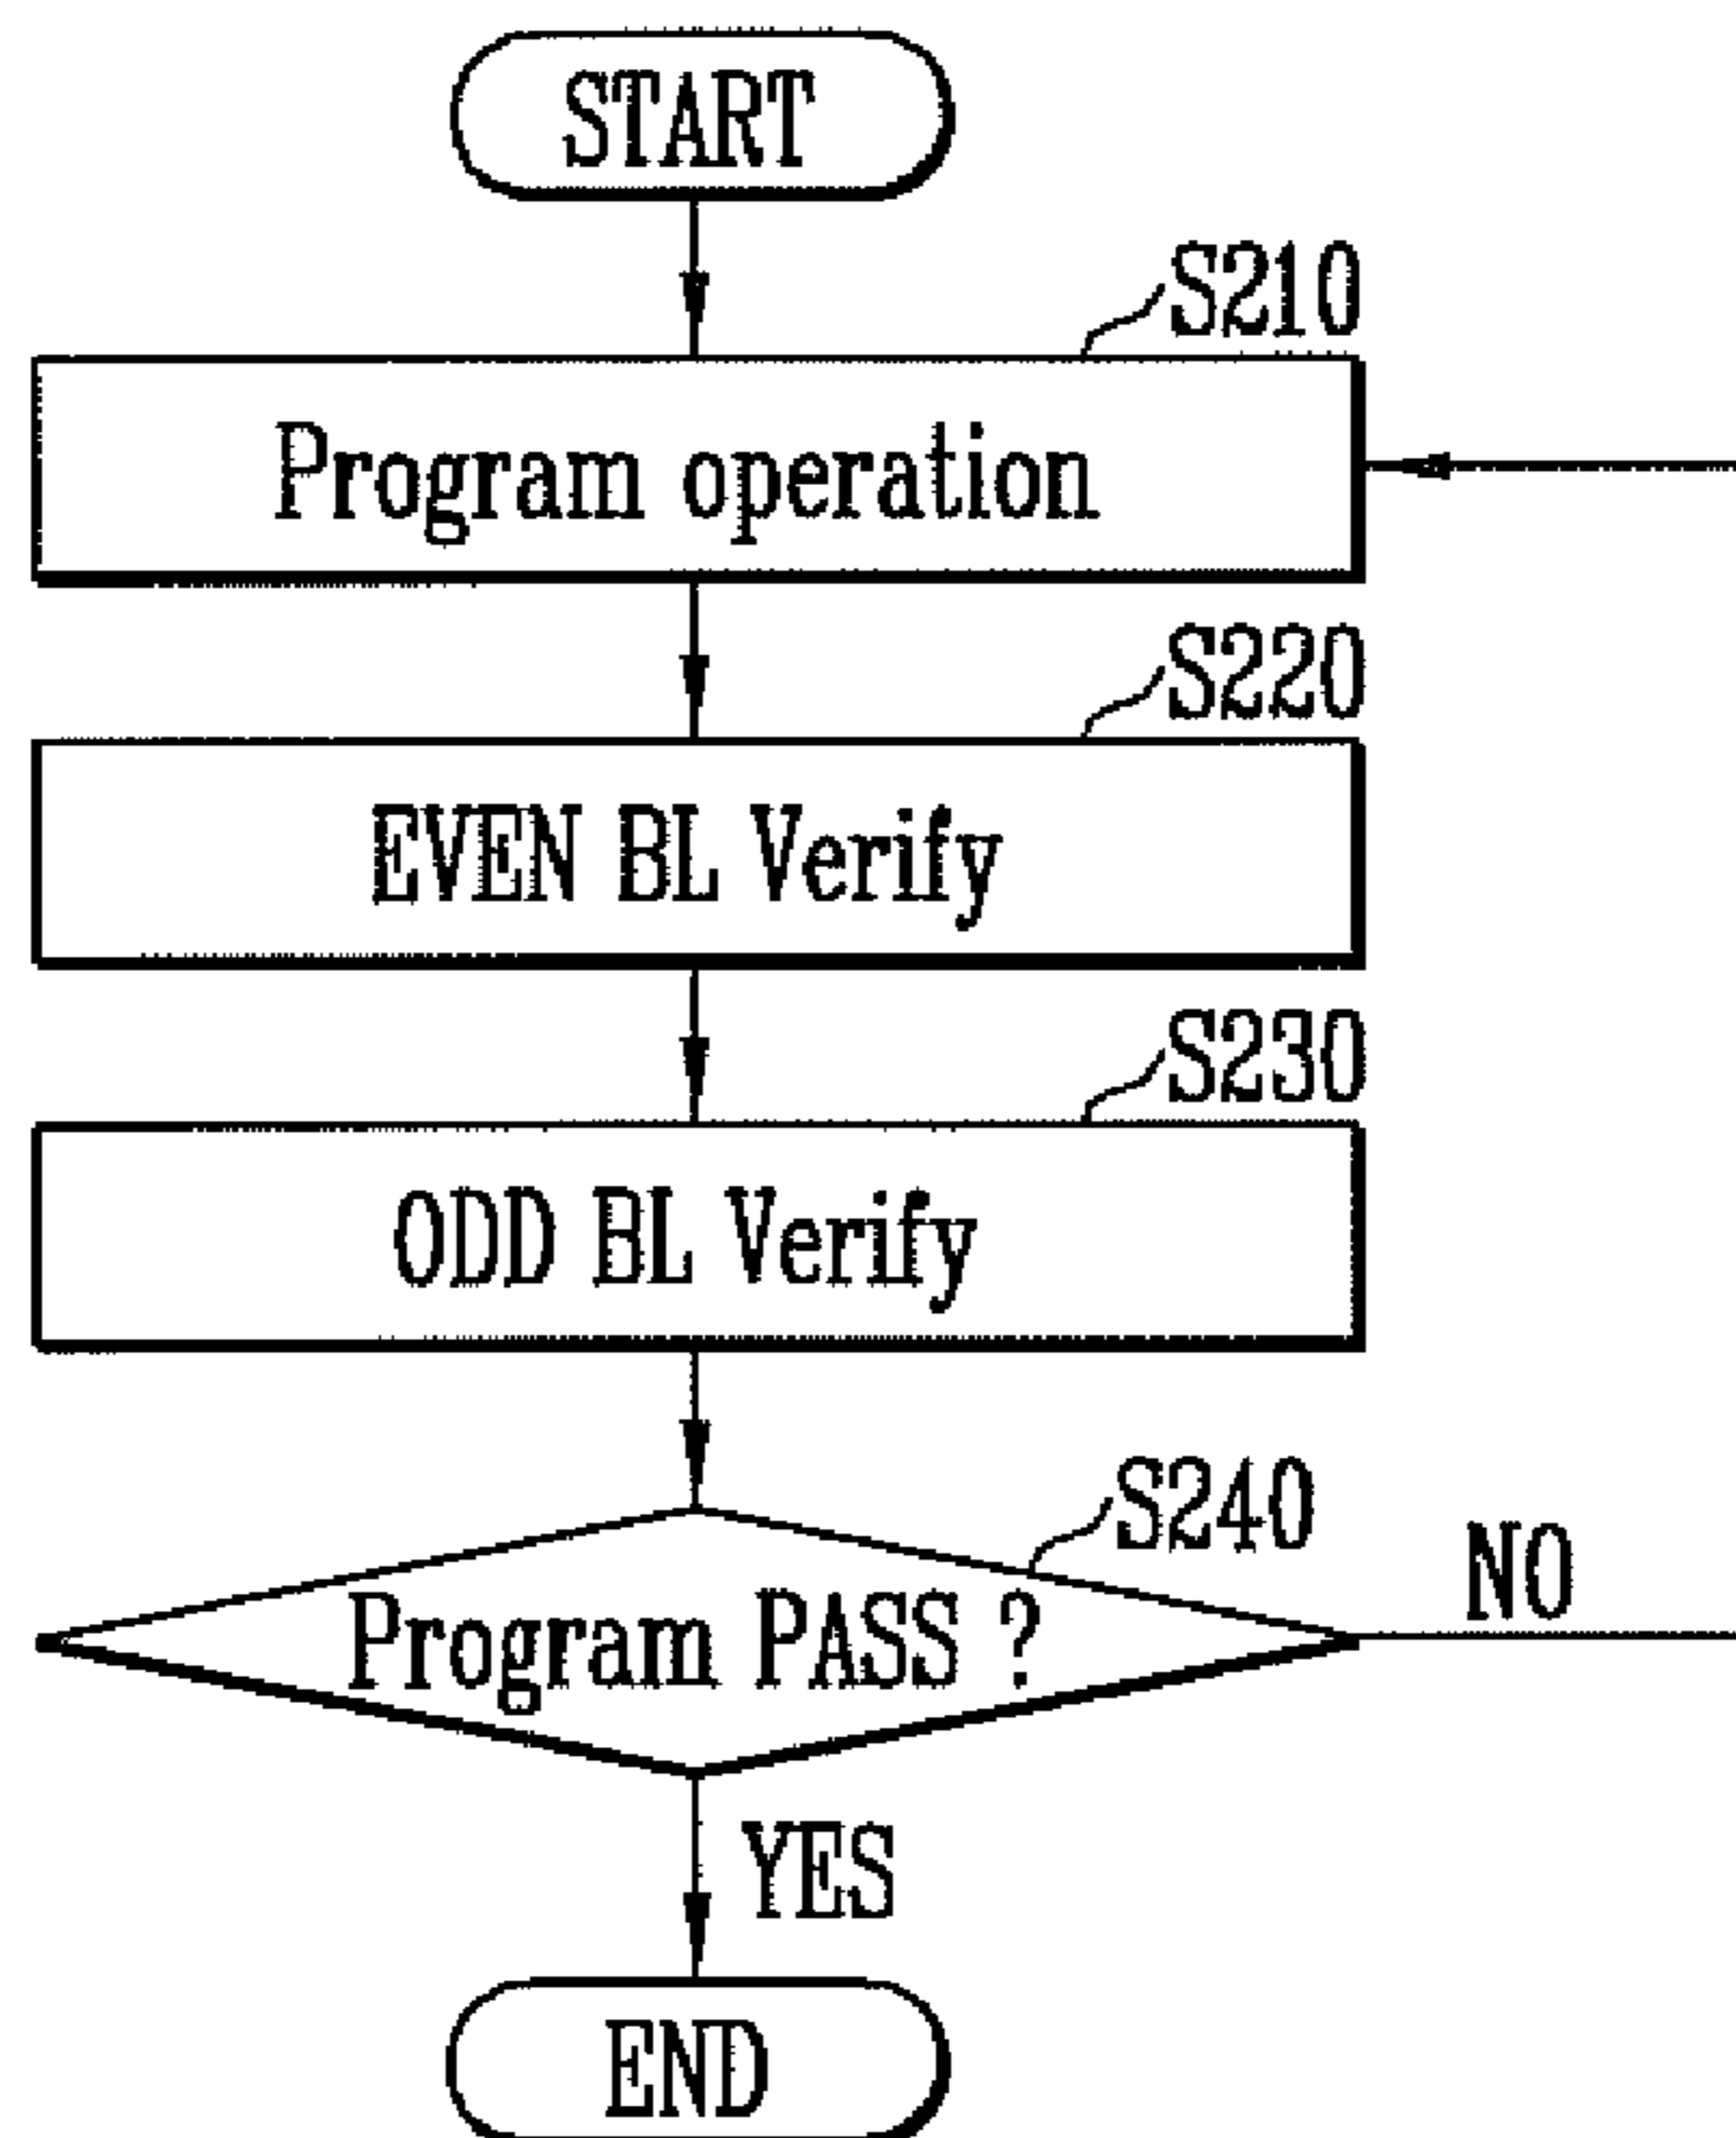 START
S210
Program operation
S220
EVEN BL Verify
S230
ODD BL Verify
S240
Program PASS ?
NO
YES
END